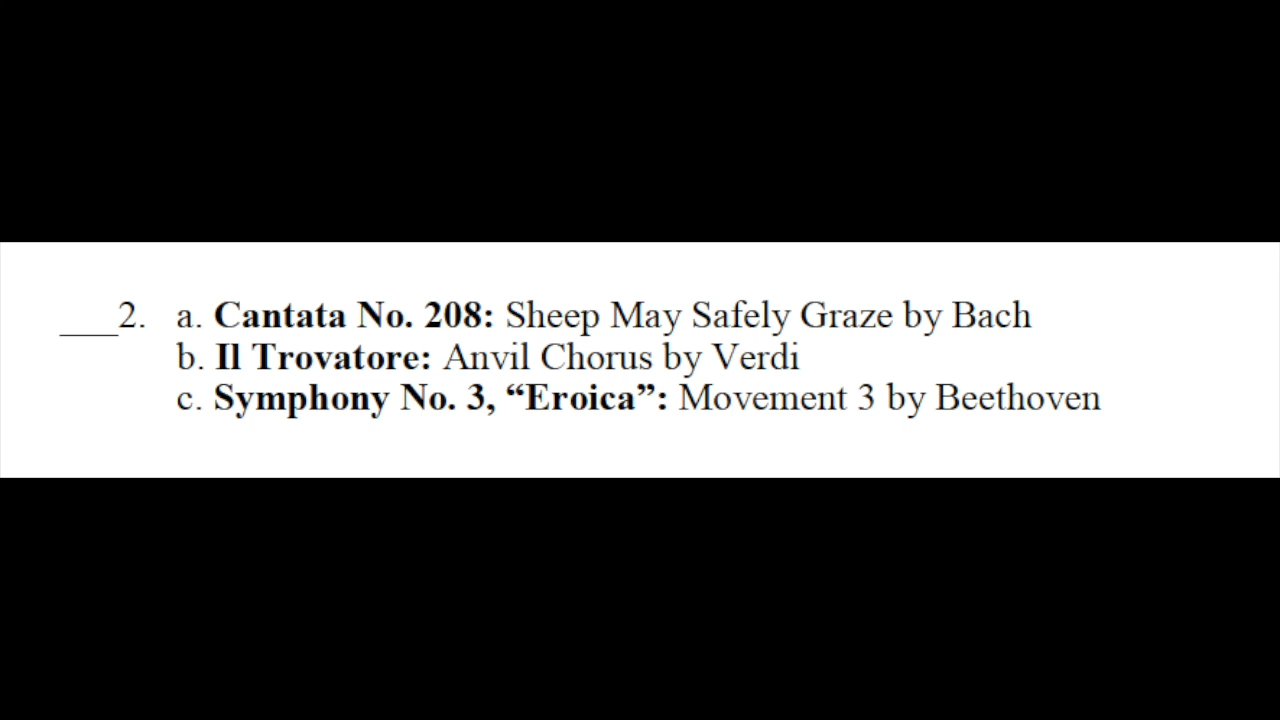 ___2. a. Cantata No. 208: Sheep May Safely Graze by Bach
b. Il Trovatore: Anvil Chorus by Verdi
c. Symphony No. 3, “Eroica”: Movement 3 by Beethoven